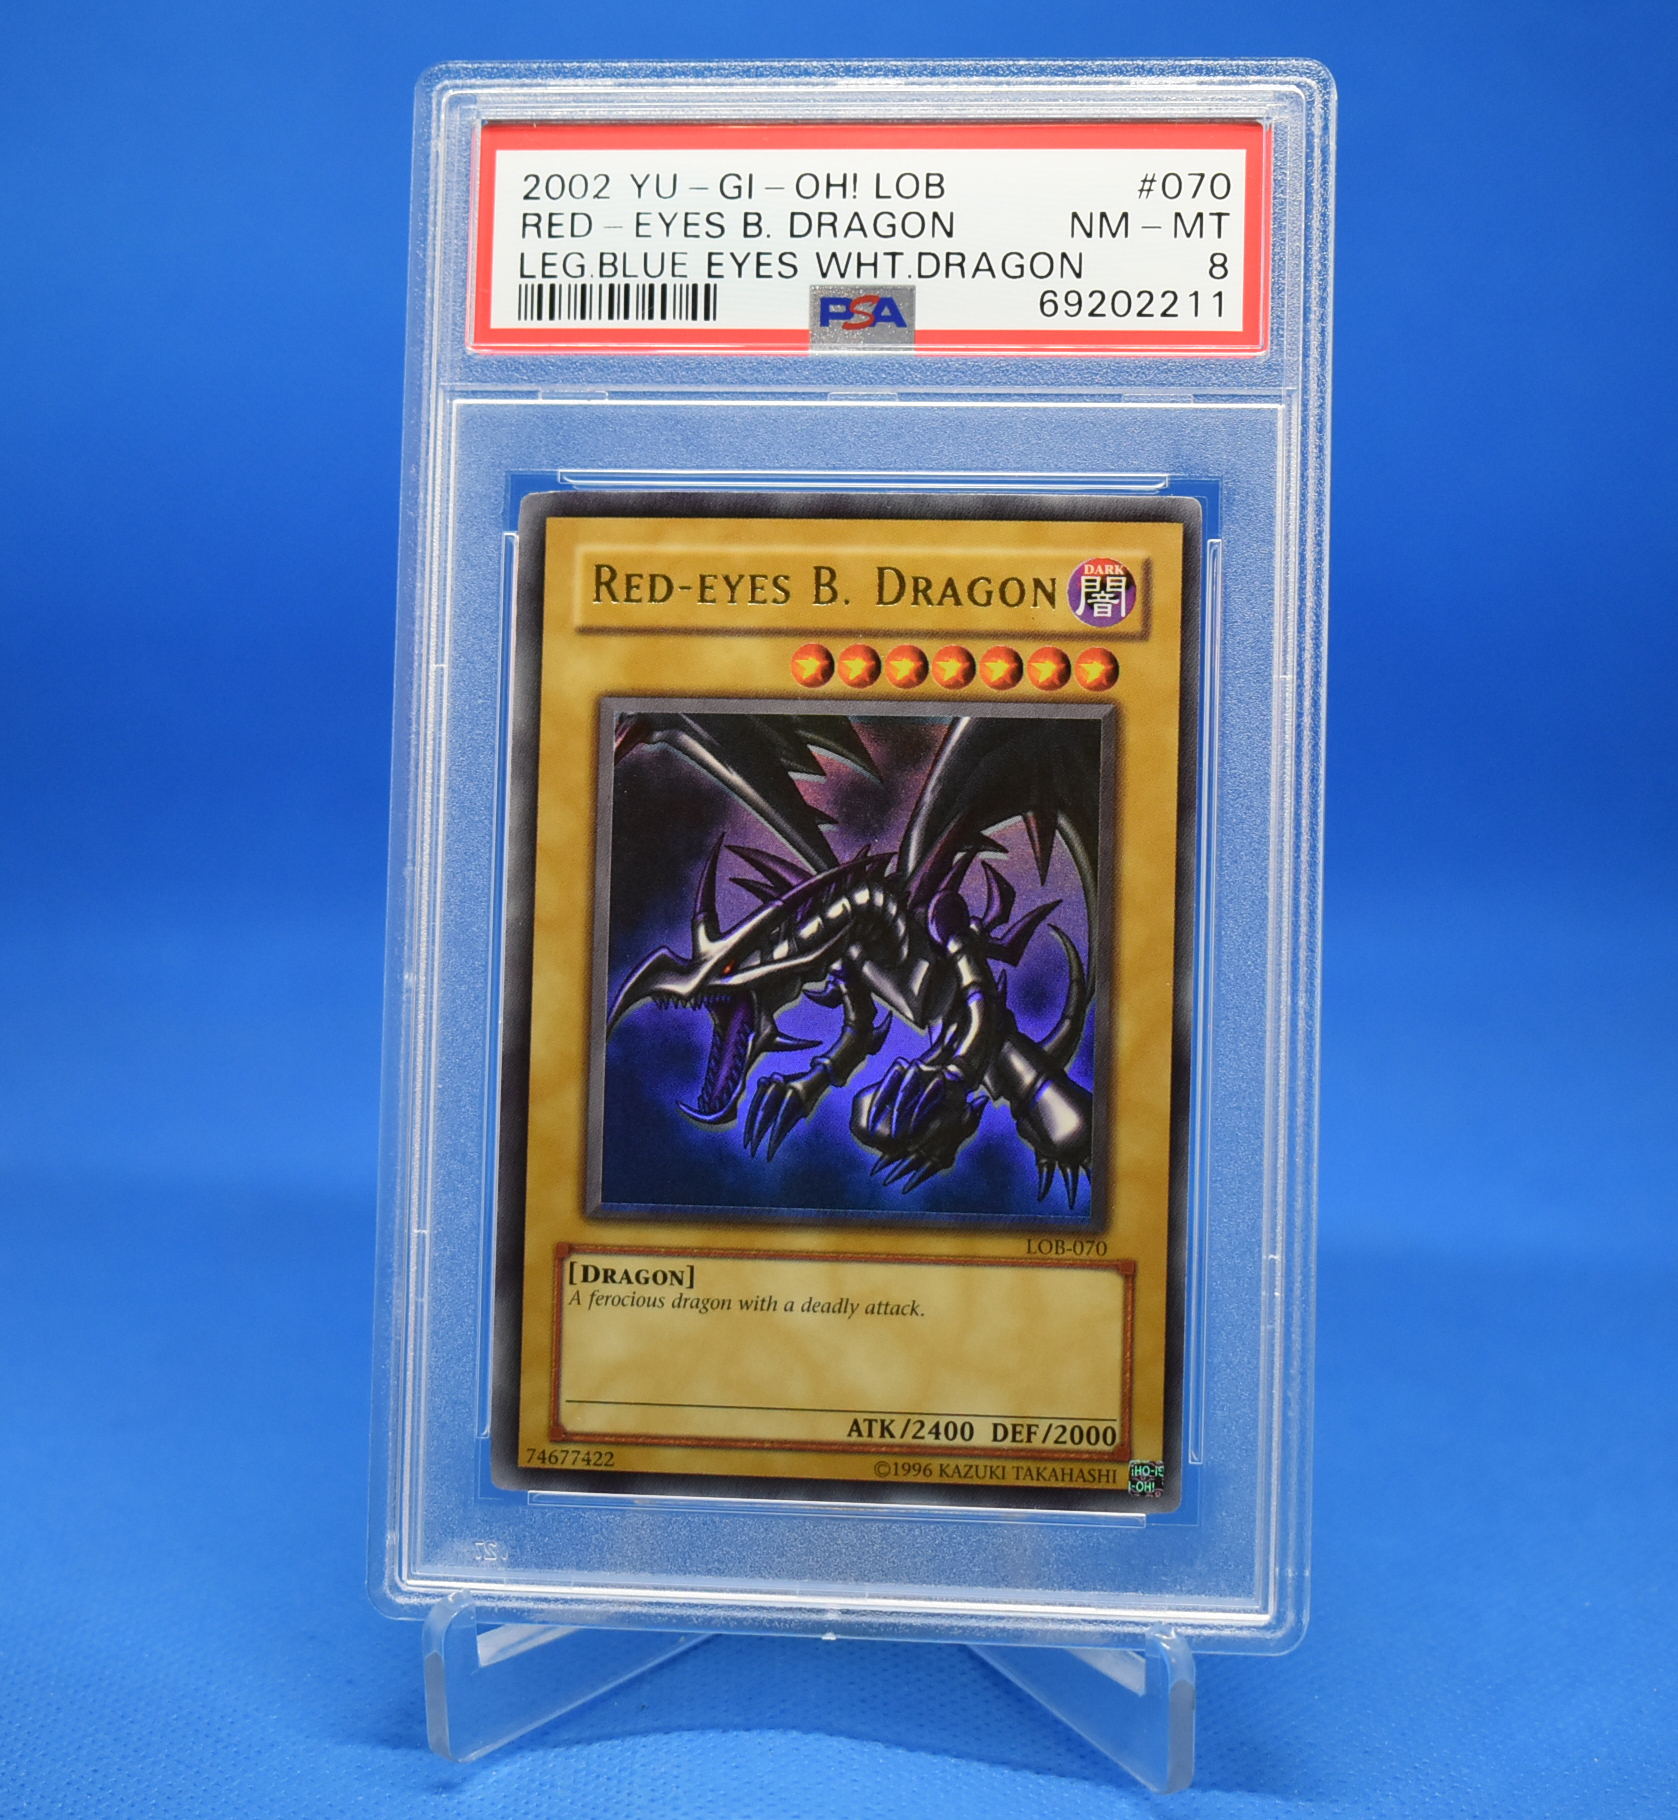 2002 YU-GI-OH! LOB #070
RED-EYES B. DRAGON NM-MT
LEG.BLUE EYES WHT.DRAGON 8
PSA 69202211
RED-EYES B. DRAGON
DARK
闇
LOB-070
[DRAGON]
A ferocious dragon with a deadly attack.
ATK/2400 DEF/2000
74677422 ©1996 KAZUKI TAKAHASHI
-OH!